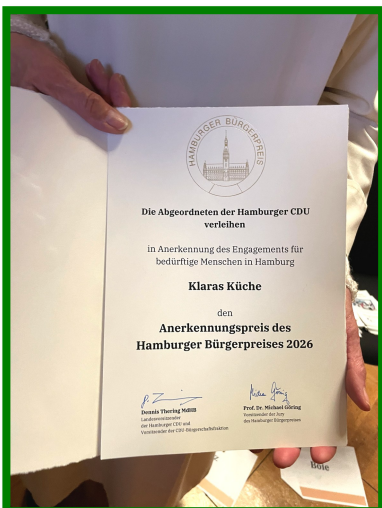 HAMBURGER BÜRGERPREIS
Die Abgeordneten der Hamburger CDU
verleihen
in Anerkennung des Engagements für
bedürftige Menschen in Hamburg
Klaras Küche
den
Anerkennungspreis des
Hamburger Bürgerpreises 2026
Dennis Thering MdHB
Landesvorsitzender
der Hamburger CDU und
Vorsitzender der CDU-Bürgerschaftsfraktion
Prof. Dr. Michael Göring
Vorsitzender der Jury
des Hamburger Bürgerpreises